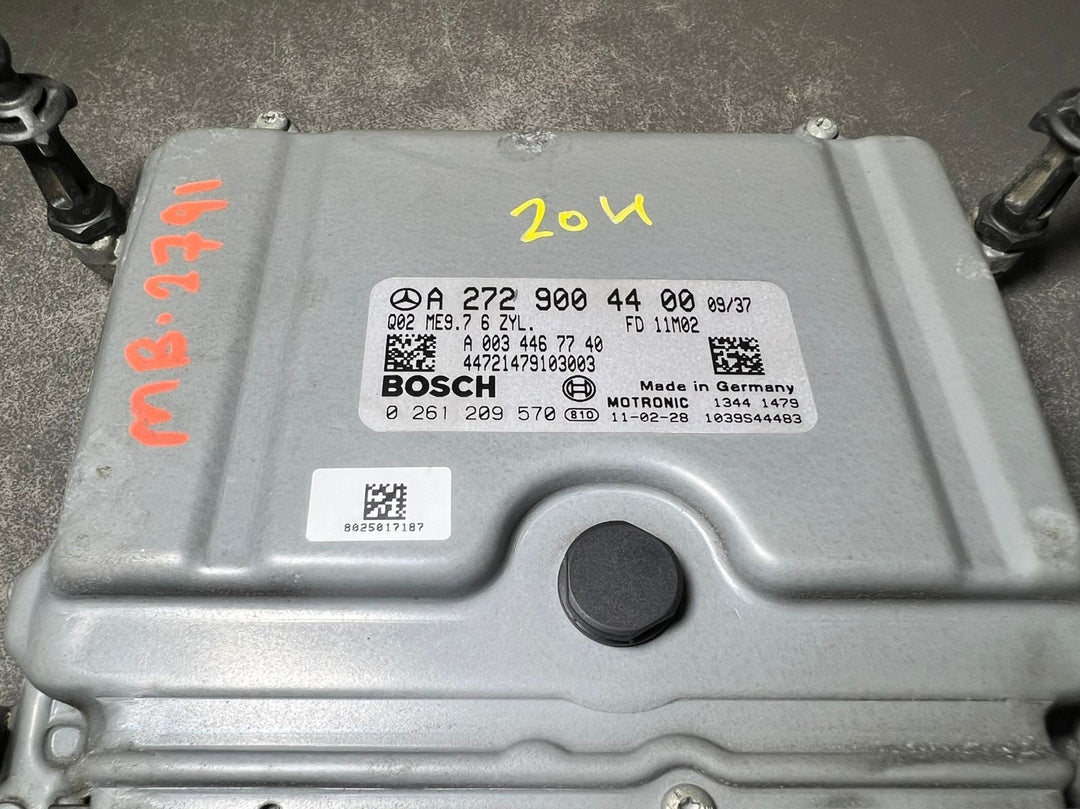 MB.2791
204
A 272 900 44 00 09/37
Q02 ME9.7 6 ZYL. FD 11M02
A 003 446 77 40
44721479103003
BOSCH Made in Germany
MOTRONIC 1344 1479
0 261 209 570 810 11-02-28 1039S44483
8025017187